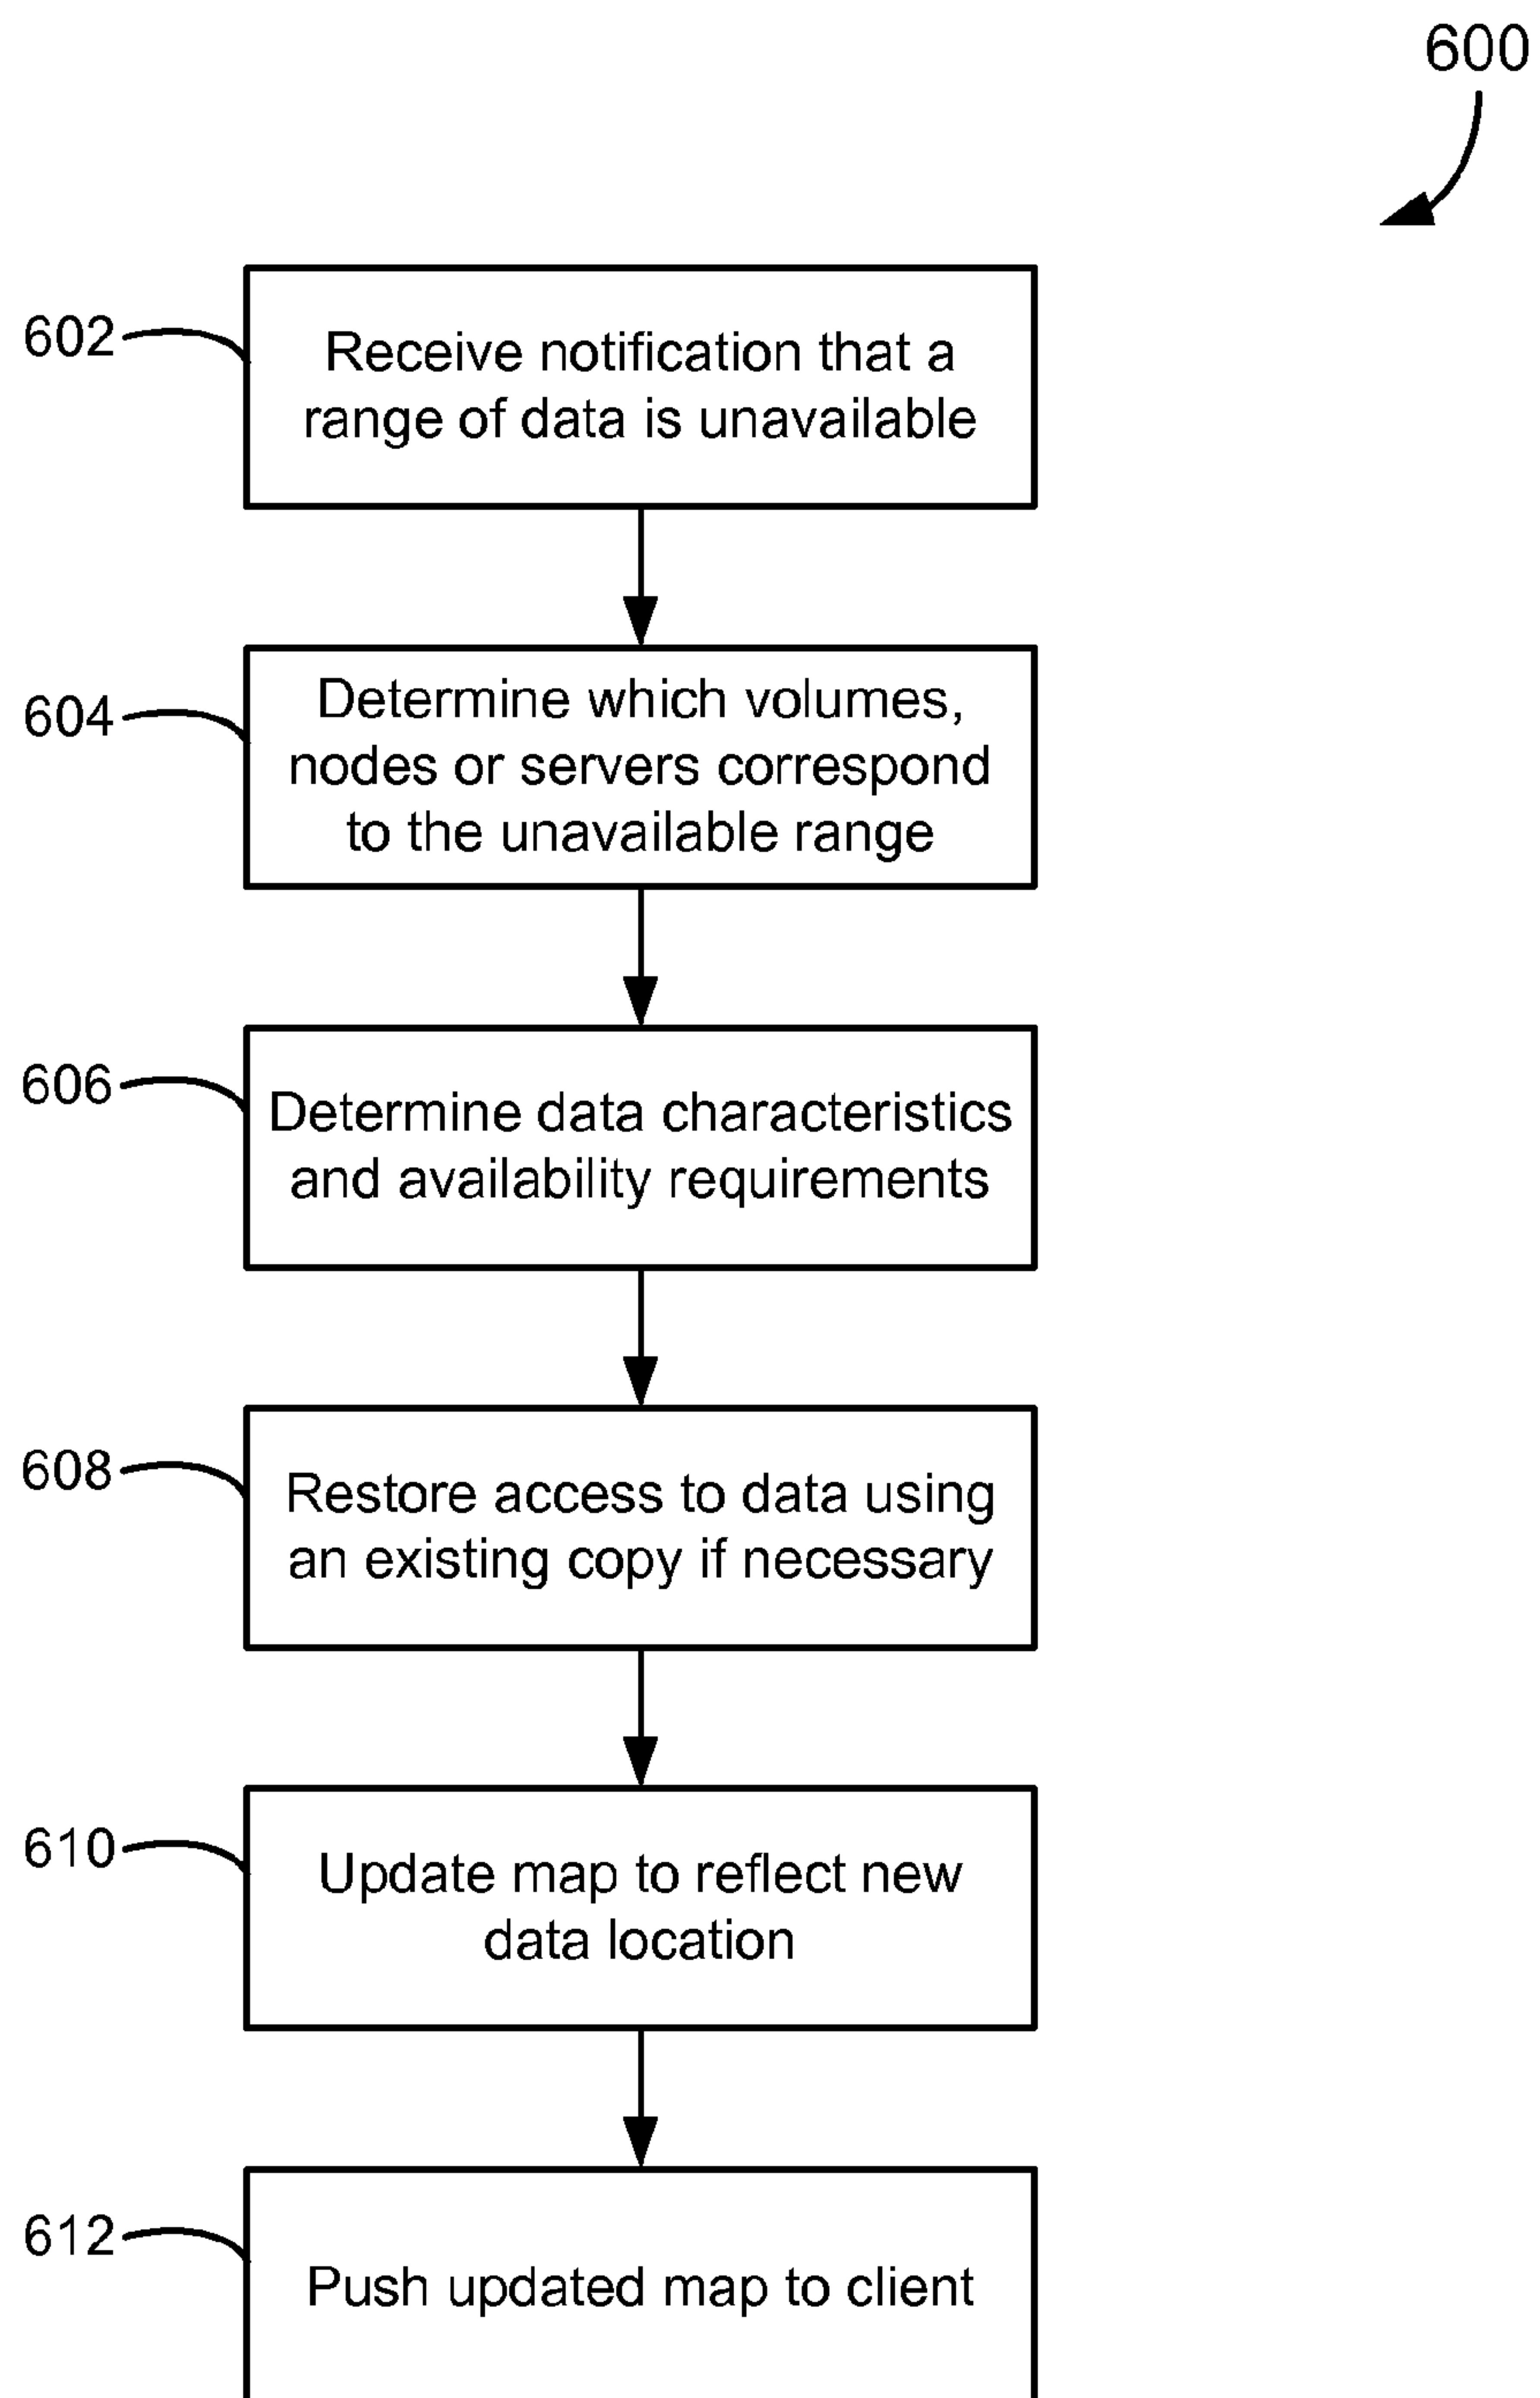 600
602
Receive notification that a
range of data is unavailable
604
Determine which volumes,
nodes or servers correspond
to the unavailable range
606
Determine data characteristics
and availability requirements
608
Restore access to data using
an existing copy if necessary
610
Update map to reflect new
data location
612
Push updated map to client